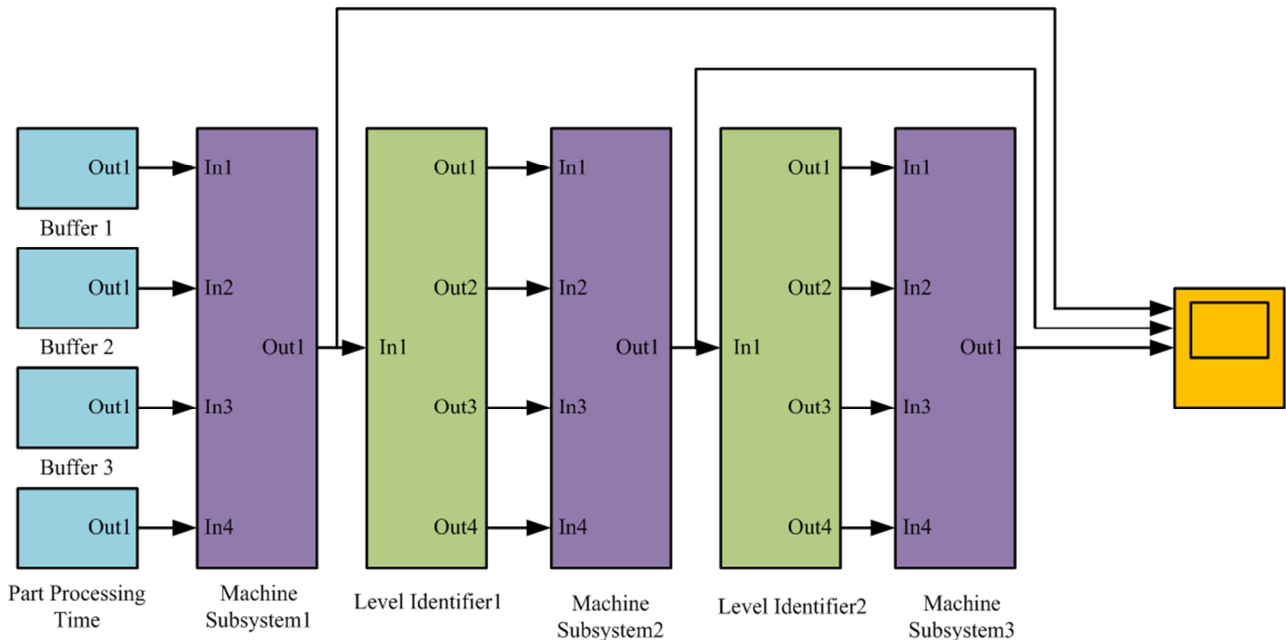 Out1
In1
Out1
In1
Out1
In1
Buffer 1
Out1
In2
Out2
In2
Out2
In2
Buffer 2
Out1
In1
Out1
In1
Out1
Out1
In3
Out3
In3
Out3
In3
Buffer 3
Out1
In4
Out4
In4
Out4
In4
Part Processing
Time
Machine
Subsystem1
Level Identifier1
Machine
Subsystem2
Level Identifier2
Machine
Subsystem3